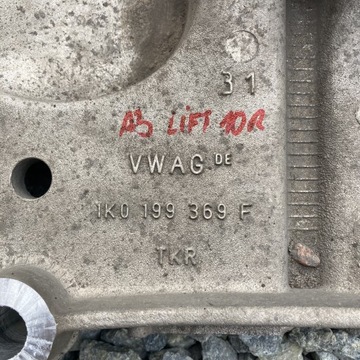 31
A3 LIFT 10R
VWAG.DE
1K0 199 369 F
TKR